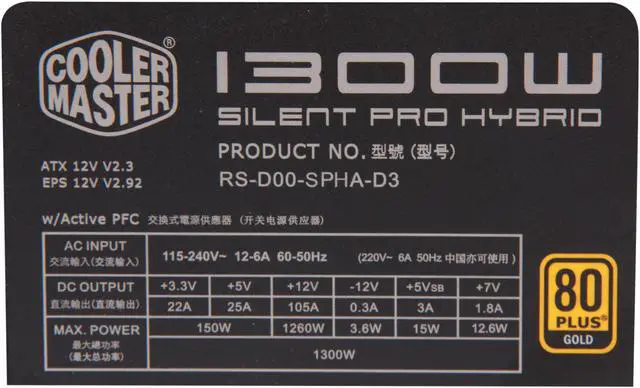 COOLER MASTER ®
1300W
SILENT PRO HYBRID
PRODUCT NO. 型號 (型号)
RS-D00-SPHA-D3
ATX 12V V2.3
EPS 12V V2.92
w/Active PFC 交換式電源供應器 (开关电源供应器)
AC INPUT 115-240V~ 12-6A 60-50Hz (220V~ 6A 50Hz 中国亦可使用)
交流輸入(交流输入)
DC OUTPUT +3.3V +5V +12V -12V +5VSB +7V
直流輸出(直流输出) 22A 25A 105A 0.3A 3A 1.8A
MAX. POWER 150W 1260W 3.6W 15W 12.6W
最大總功率
(最大总功率) 1300W
80
PLUS®
GOLD